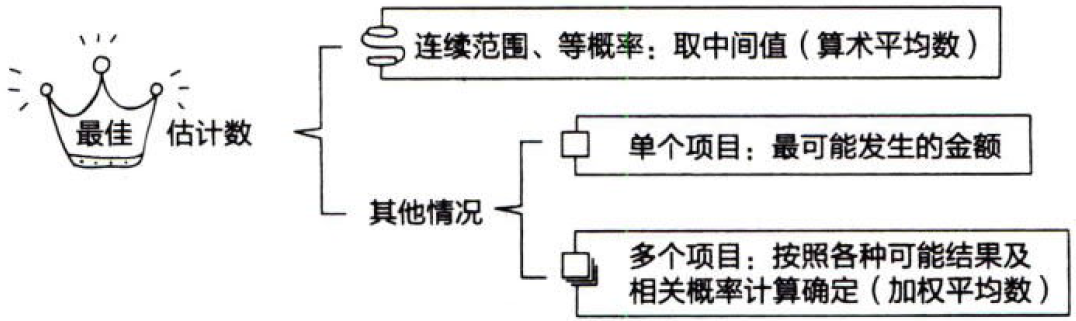 连续范围、等概率：取中间值（算术平均数）
最佳 估计数
单个项目：最可能发生的金额
其他情况
多个项目：按照各种可能结果及
相关概率计算确定（加权平均数）